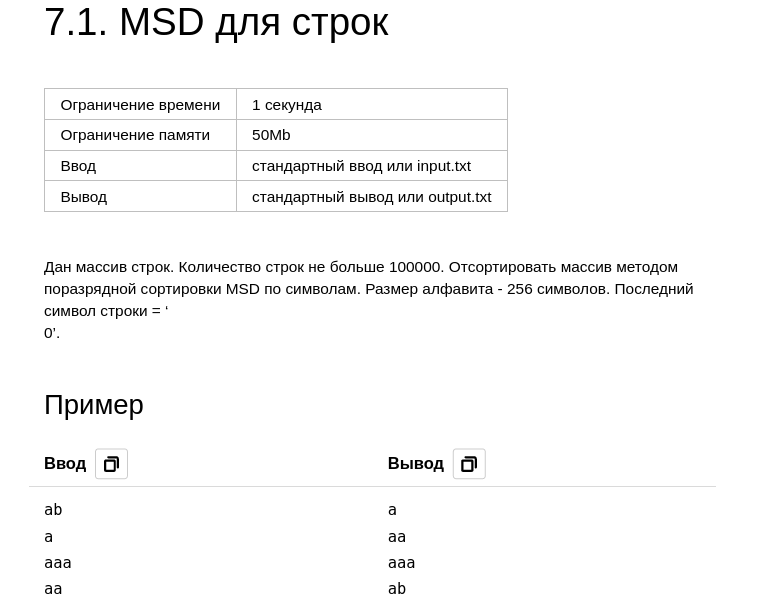 7.1. MSD для строк
Ограничение времени 1 секунда
Ограничение памяти 50Mb
Ввод стандартный ввод или input.txt
Вывод стандартный вывод или output.txt
Дан массив строк. Количество строк не больше 100000. Отсортировать массив методом
поразрядной сортировки MSD по символам. Размер алфавита - 256 символов. Последний
символ строки = ‘
0’.
Пример
Ввод Вывод
ab a
a aa
aaa aaa
aa ab